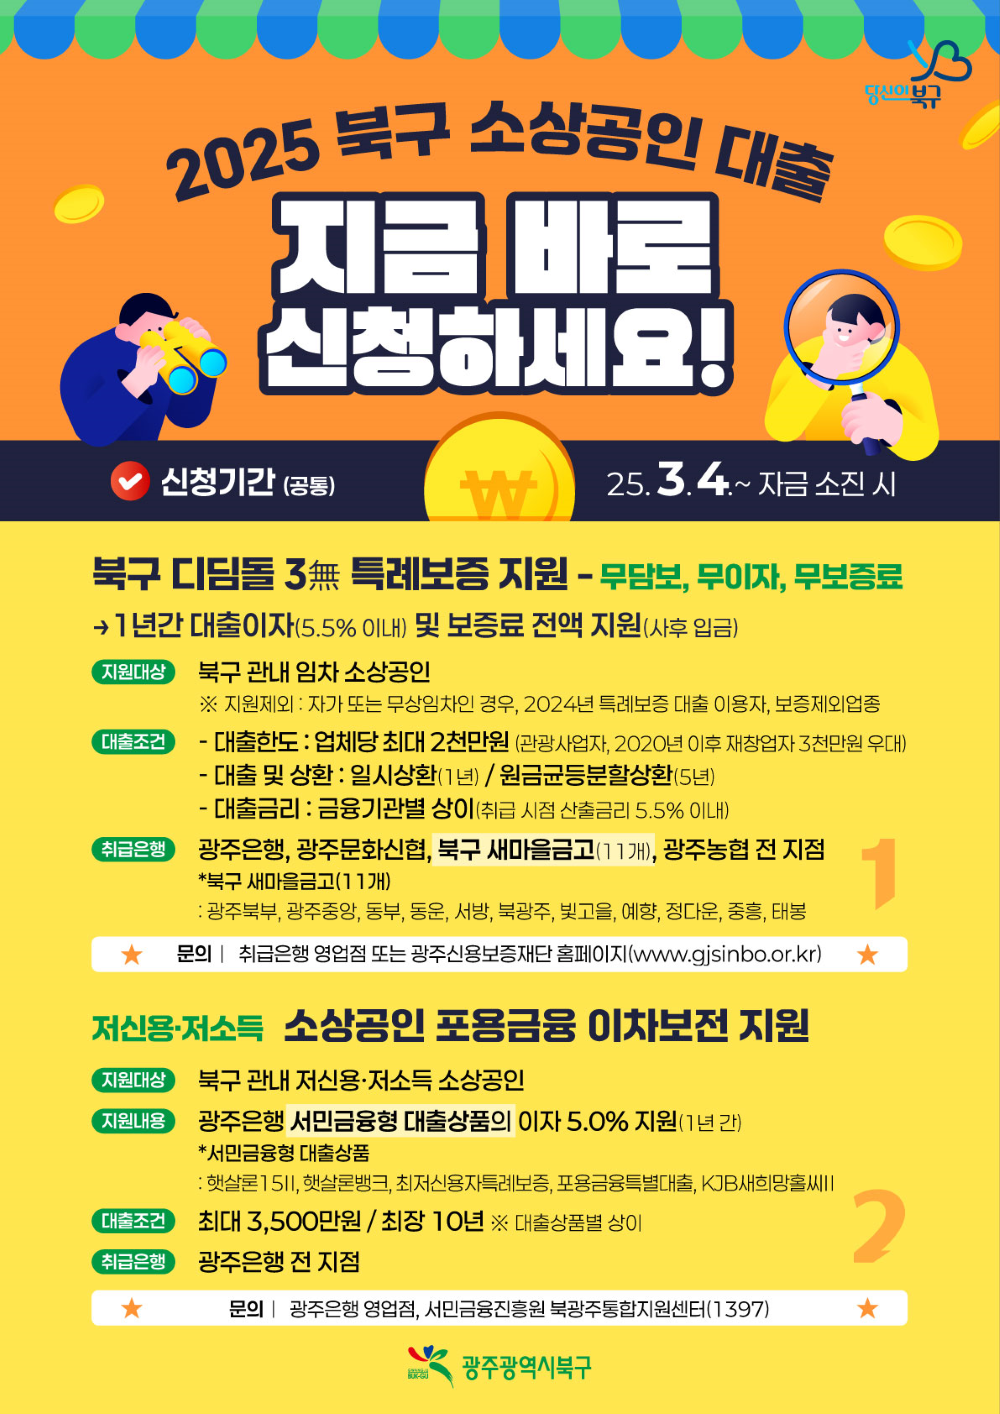 당신의 북구
2025 북구 소상공인 대출
지금 바로
신청하세요!
신청기간 (공통)
25. 3. 4.~ 자금 소진 시
북구 디딤돌 3無 특례보증 지원 - 무담보, 무이자, 무보증료
→ 1년간 대출이자(5.5% 이내) 및 보증료 전액 지원(사후 입금)
지원대상 북구 관내 임차 소상공인
※ 지원제외 : 자가 또는 무상임차인 경우, 2024년 특례보증 대출 이용자, 보증제외업종
대출조건 - 대출한도 : 업체당 최대 2천만원 (관광사업자, 2020년 이후 재창업자 3천만원 우대)
- 대출 및 상환 : 일시상환(1년) / 원금균등분할상환(5년)
- 대출금리 : 금융기관별 상이(취급 시점 산출금리 5.5% 이내)
취급은행 광주은행, 광주문화신협, 북구 새마을금고(11개), 광주농협 전 지점
*북구 새마을금고(11개)
: 광주북부, 광주중앙, 동부, 동운, 서방, 북광주, 빛고을, 예향, 정다운, 중흥, 태봉
1
★ 문의 | 취급은행 영업점 또는 광주신용보증재단 홈페이지(www.gjsinbo.or.kr) ★
저신용·저소득 소상공인 포용금융 이차보전 지원
지원대상 북구 관내 저신용·저소득 소상공인
지원내용 광주은행 서민금융형 대출상품의 이자 5.0% 지원(1년 간)
*서민금융형 대출상품
: 햇살론15II, 햇살론뱅크, 최저신용자특례보증, 포용금융특별대출, KJB새희망홀씨II
대출조건 최대 3,500만원 / 최장 10년 ※ 대출상품별 상이
취급은행 광주은행 전 지점
2
★ 문의 | 광주은행 영업점, 서민금융진흥원 북광주통합지원센터(1397) ★
BUK-GU 광주광역시북구